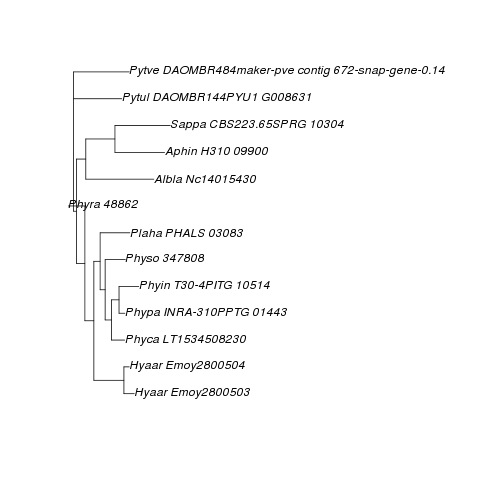 Pytve DAOMBR484maker-pve contig 672-snap-gene-0.14
Pytul DAOMBR144PYU1 G008631
Sappa CBS223.65SPRG 10304
Aphin H310 09900
Albla Nc14015430
Phyra 48862
Plaha PHALS 03083
Physo 347808
Phyin T30-4PITG 10514
Phypa INRA-310PPTG 01443
Phyca LT1534508230
Hyaar Emoy2800504
Hyaar Emoy2800503